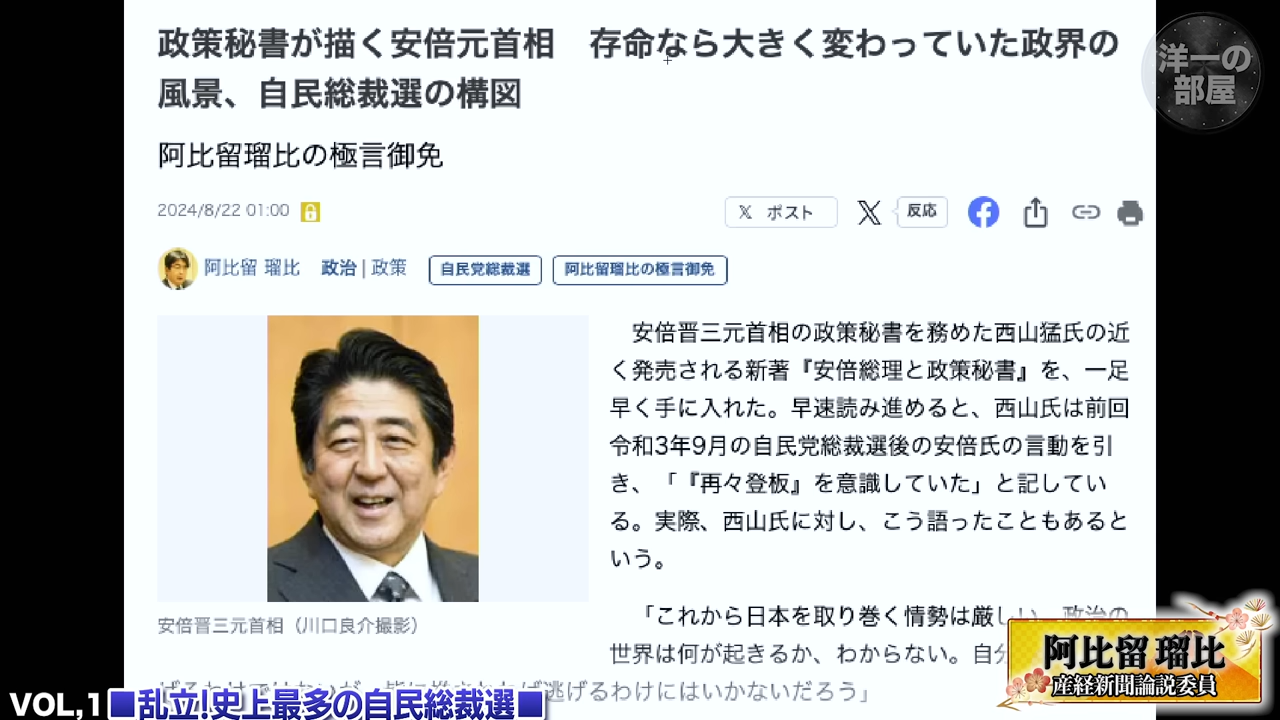 政策秘書が描く安倍元首相　存命なら大きく変わっていた政界の
風景、自民総裁選の構図
洋一の
部屋
阿比留瑠比の極言御免
2024/8/22 01:00
X ポスト
X 反応
阿比留 瑠比 政治 | 政策 自民党総裁選 阿比留瑠比の極言御免
安倍晋三元首相の政策秘書を務めた西山猛氏の近
く発売される新著『安倍総理と政策秘書』を、一足
早く手に入れた。早速読み進めると、西山氏は前回
令和3年9月の自民党総裁選後の安倍氏の言動を引
き、「『再々登板』を意識していた」と記してい
る。実際、西山氏に対し、こう語ったこともあると
いう。
安倍晋三元首相（川口良介撮影）
「これから日本を取り巻く情勢は厳しい。政治の
世界は何が起きるか、わからない。自分
逃げるわけにはいかないだろう」
阿比留 瑠比
産経新聞論説委員
VOL,1 ■乱立!史上最多の自民総裁選■